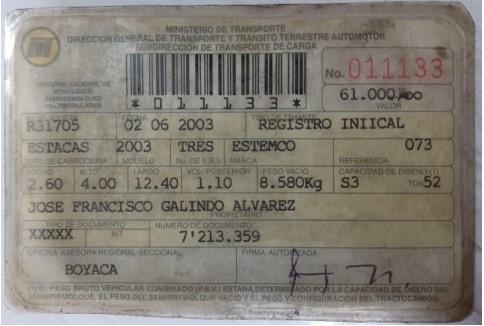 MINISTERIO DE TRANSPORTE
DIRECCION GENERAL DE TRANSPORTE Y TRANSITO TERRESTRE AUTOMOTOR
SUBDIRECCION DE TRANSPORTE DE CARGA
REGISTRO NACIONAL DE
REMOLQUES
SEMIRREMOLQUES
No. 011133
*011133*
61.000,00
VALOR
R31705 02 06 2003 REGISTRO INIICAL
ESTACAS 2003 TRES ESTEMCO 073
TIPO DE CARROCERIA MODELO No. DE EJES MARCA REFERENCIA
ANCHO ALTO LARGO VOL. POSTERIOR PESO VACIO CAPACIDAD DE DISEÑO (1)
2.60 4.00 12.40 1.10 8.580Kg S3 TON 52
JOSE FRANCISCO GALINDO ALVAREZ
PROPIETARIO
TIPO DE DOCUMENTO NUMERO DE DOCUMENTO
XXXXX NIT 7'213.359
OFICINA ASESORA REGIONAL-SECCIONAL FIRMA AUTORIZADA
BOYACA
(1) EL PESO BRUTO VEHICULAR COMBINADO (P.B.V.) ESTARA DETERMINADO POR LA CAPACIDAD DE DISEÑO DEL
SEMIRREMOLQUE, EL PESO DEL SEMIRREMOLQUE VACIO Y EL PESO Y CONFIGURACION DEL TRACTOCAMION.